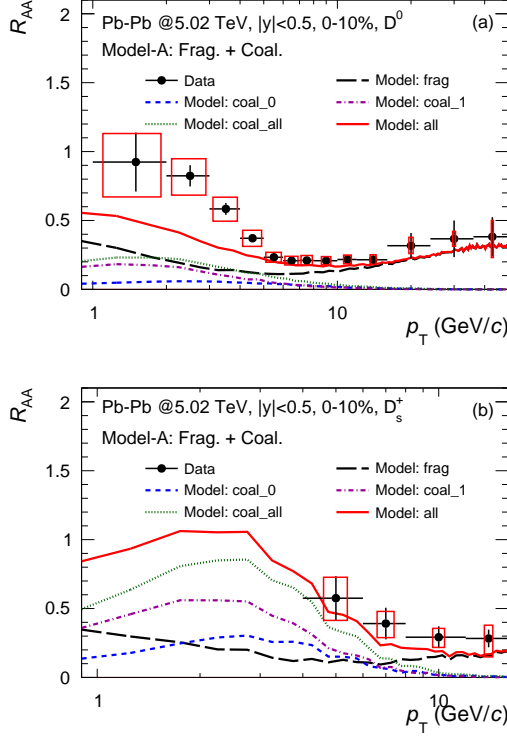 R_AA
2
1.5
1
0.5
0
Pb-Pb @5.02 TeV, |y|<0.5, 0-10%, D^0
(a)
Model-A: Frag. + Coal.
Data
Model: frag
Model: coal_0
Model: coal_1
Model: coal_all
Model: all
1
10
p_T (GeV/c)
R_AA
2
1.5
1
0.5
0
Pb-Pb @5.02 TeV, |y|<0.5, 0-10%, D_s^+
(b)
Model-A: Frag. + Coal.
Data
Model: frag
Model: coal_0
Model: coal_1
Model: coal_all
Model: all
1
10
p_T (GeV/c)